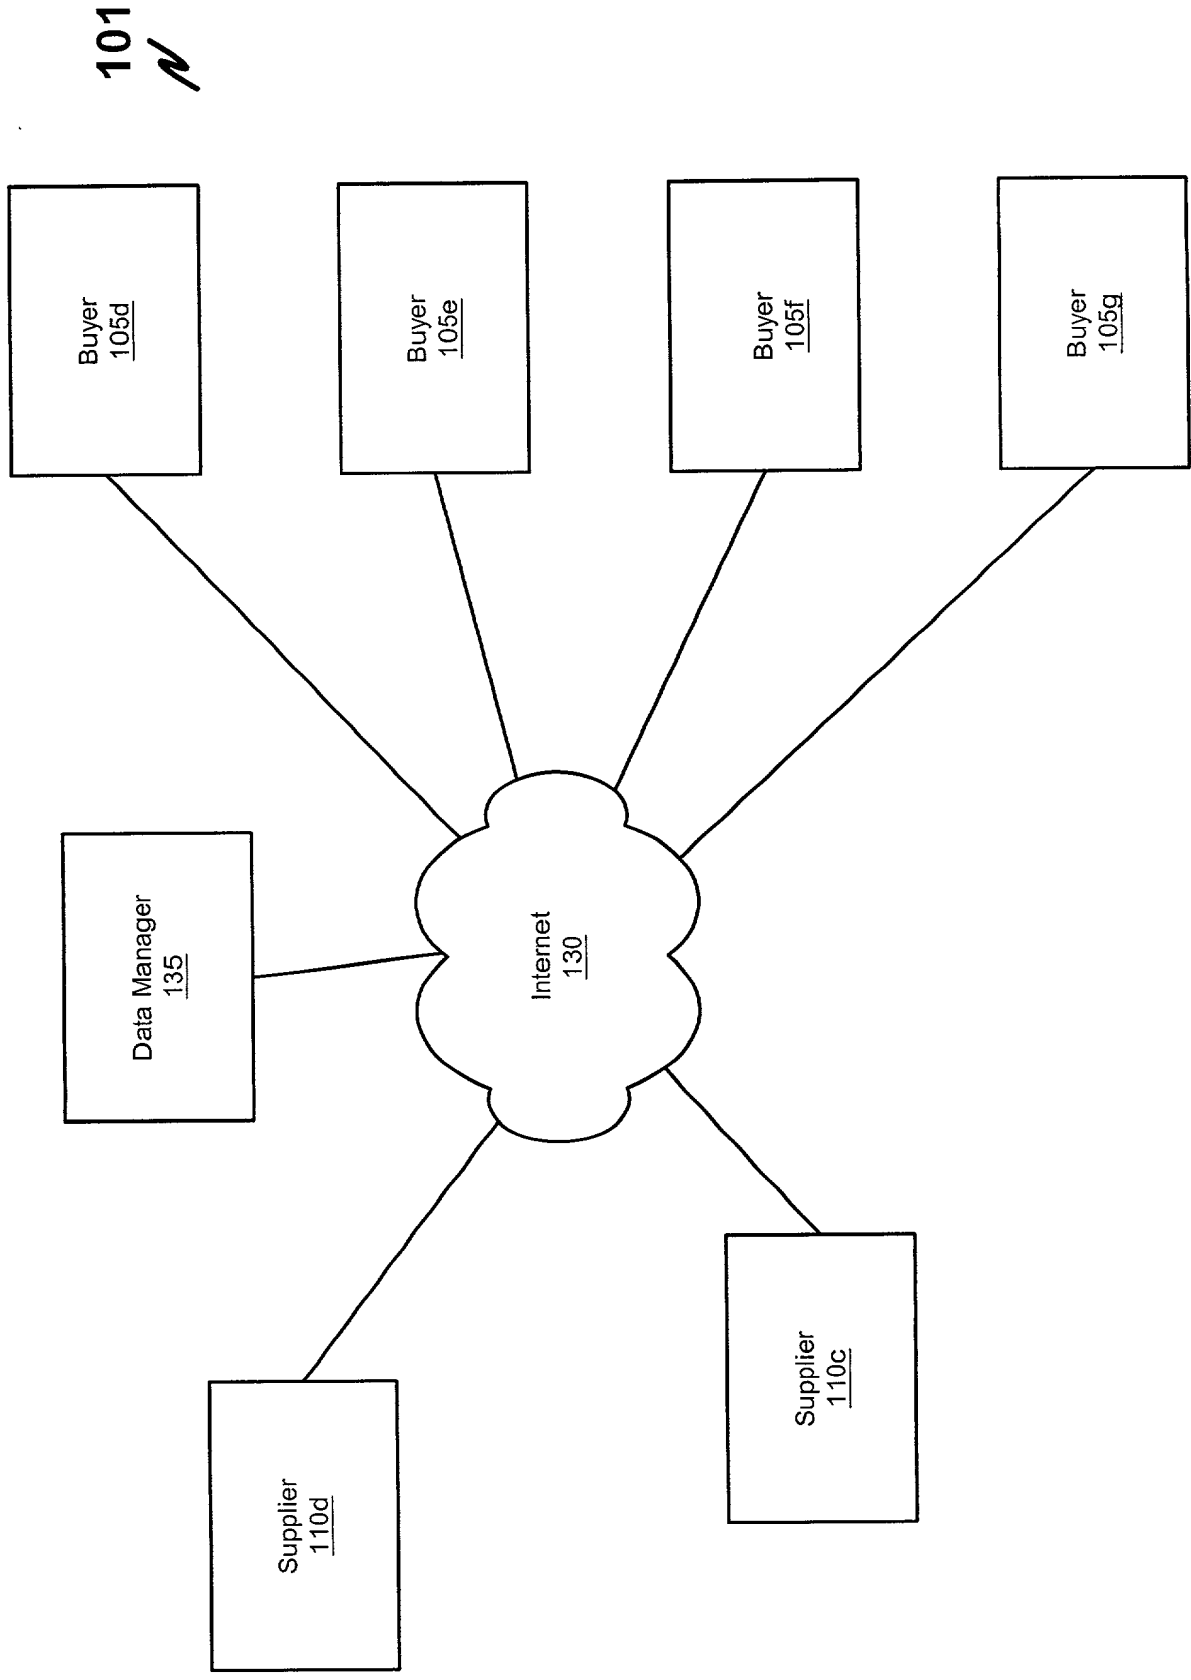 101
Buyer
105d
Buyer
105e
Buyer
105f
Buyer
105g
Data Manager
135
Internet
130
Supplier
110d
Supplier
110c